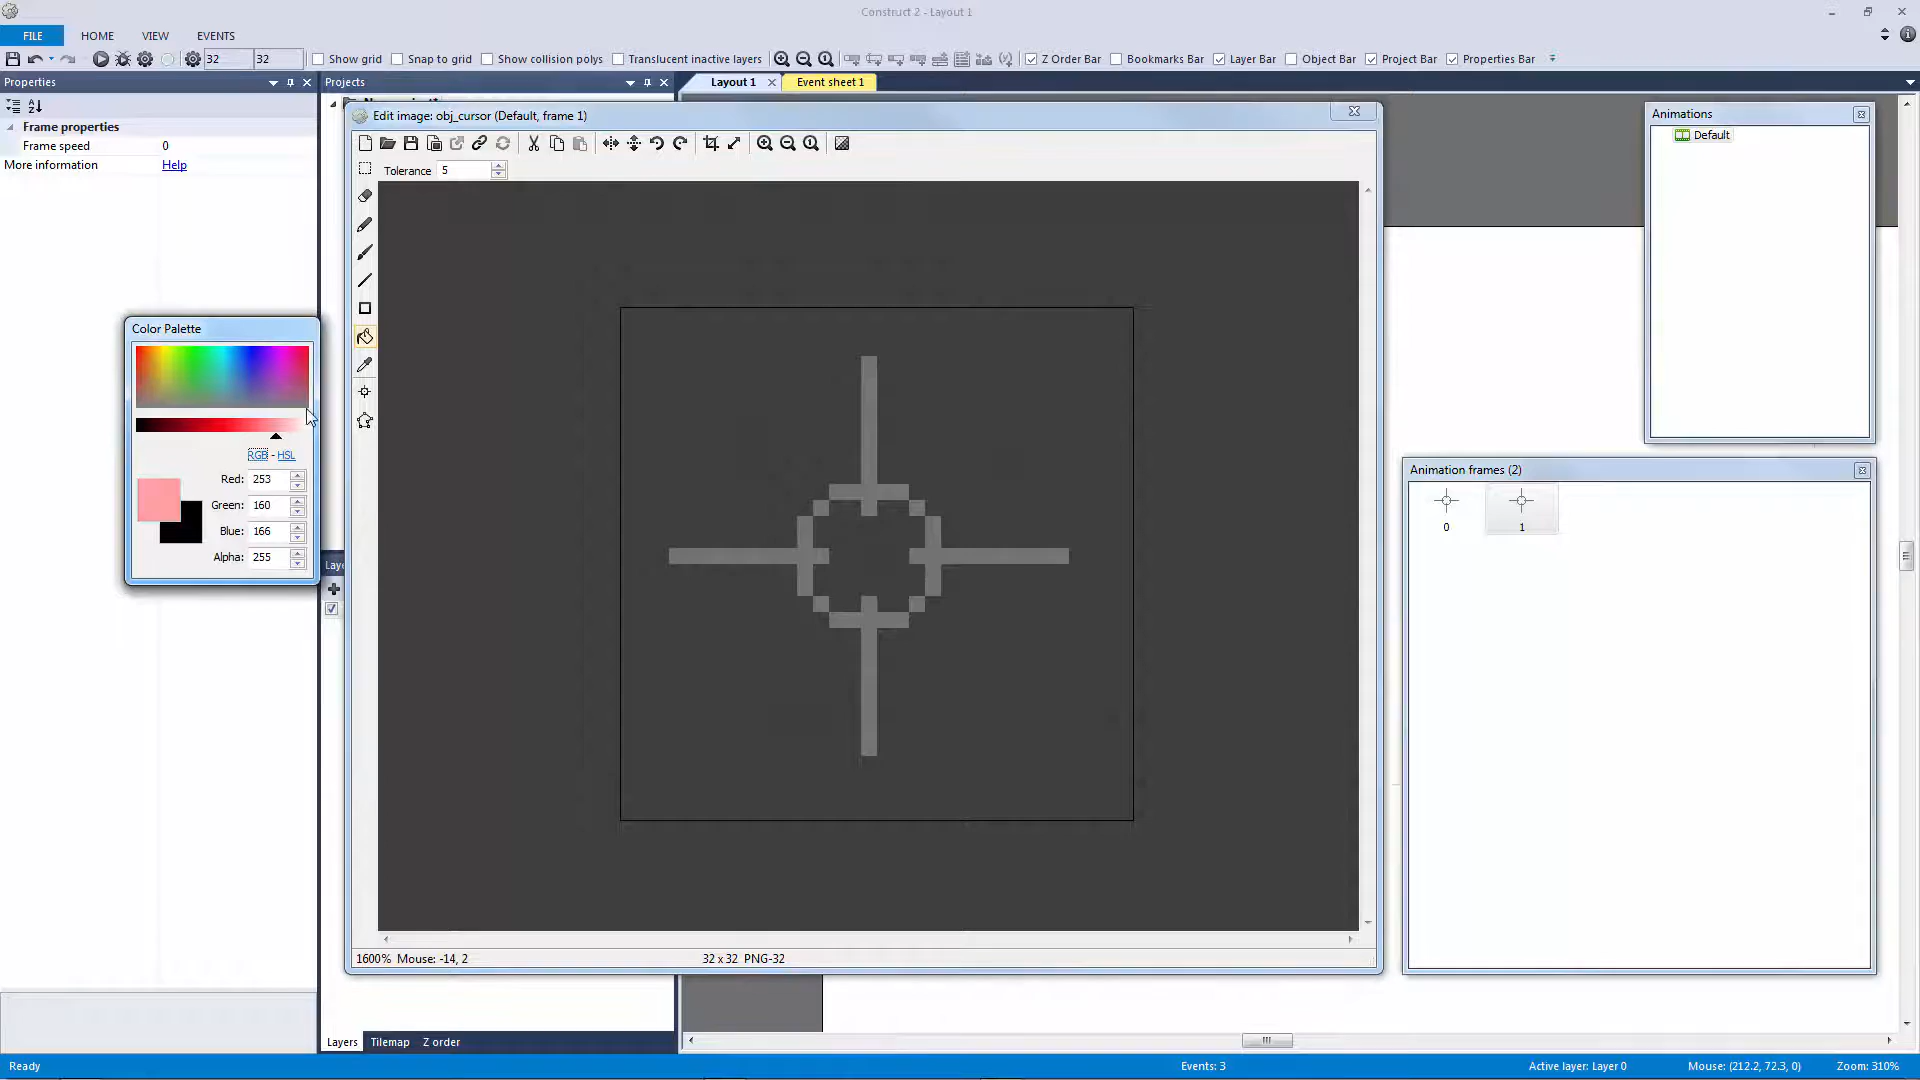 Construct 2 - Layout 1
FILE HOME VIEW EVENTS
32 32 Show grid Snap to grid Show collision polys Translucent inactive layers Z Order Bar Bookmarks Bar Layer Bar Object Bar Project Bar Properties Bar
Properties
Frame properties
Frame speed 0
More information Help
Projects
Layout 1 Event sheet 1
Edit image: obj_cursor (Default, frame 1)
Tolerance 5
Color Palette
RGB - HSL
Red: 253
Green: 160
Blue: 166
Alpha: 255
1600% Mouse: -14, 2 32 x 32 PNG-32
Animations
Default
Animation frames (2)
0 1
Layers Tilemap Z order
Ready Events: 3 Active layer: Layer 0 Mouse: (212.2, 72.3, 0) Zoom: 310%